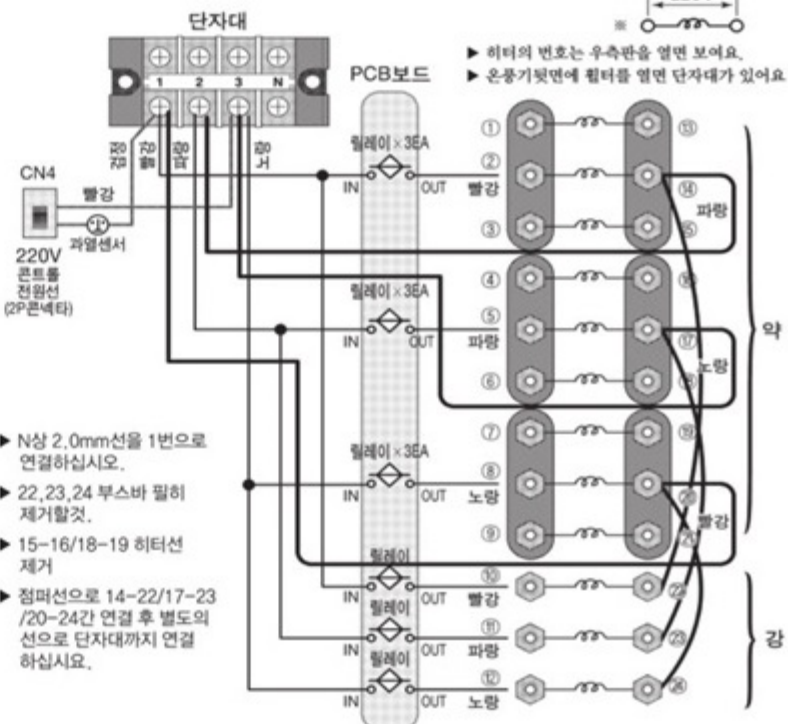 ※
▶ 히터의 번호는 우측판을 열면 보여요.
▶ 온풍기뒷면에 휠터를 열면 단자대가 있어요
단자대
1 2 3 N
검정
빨강
파랑
노랑
CN4
빨강
과열센서
220V
콘트롤
전원선
(2P콘넥타)
PCB보드
릴레이×3EA
IN
OUT
빨강
릴레이×3EA
IN
OUT
파랑
릴레이×3EA
IN
OUT
노랑
릴레이
IN
OUT
빨강
릴레이
IN
OUT
파랑
릴레이
IN
OUT
노랑
① ⑬
② ⑭
파랑
③ ⑮
④ ⑯
⑤ ⑰
노랑
⑥ ⑱
⑦ ⑲
⑧ ⑳
빨강
⑨ ㉑
⑩ ㉒
⑪ ㉓
⑫ ㉔
약
강
▶ N상 2.0mm선을 1번으로
연결하십시오.
▶ 22,23,24 부스바 필히
제거할것.
▶ 15-16/18-19 히터선
제거
▶ 점퍼선으로 14-22/17-23
/20-24간 연결 후 별도의
선으로 단자대까지 연결
하십시요.